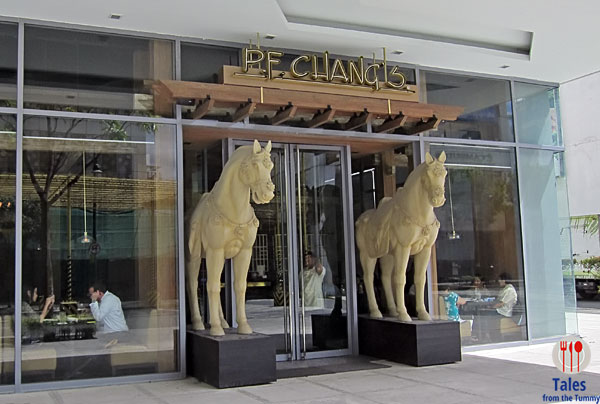 P.F. CHANG'S
Tales
from the Tummy